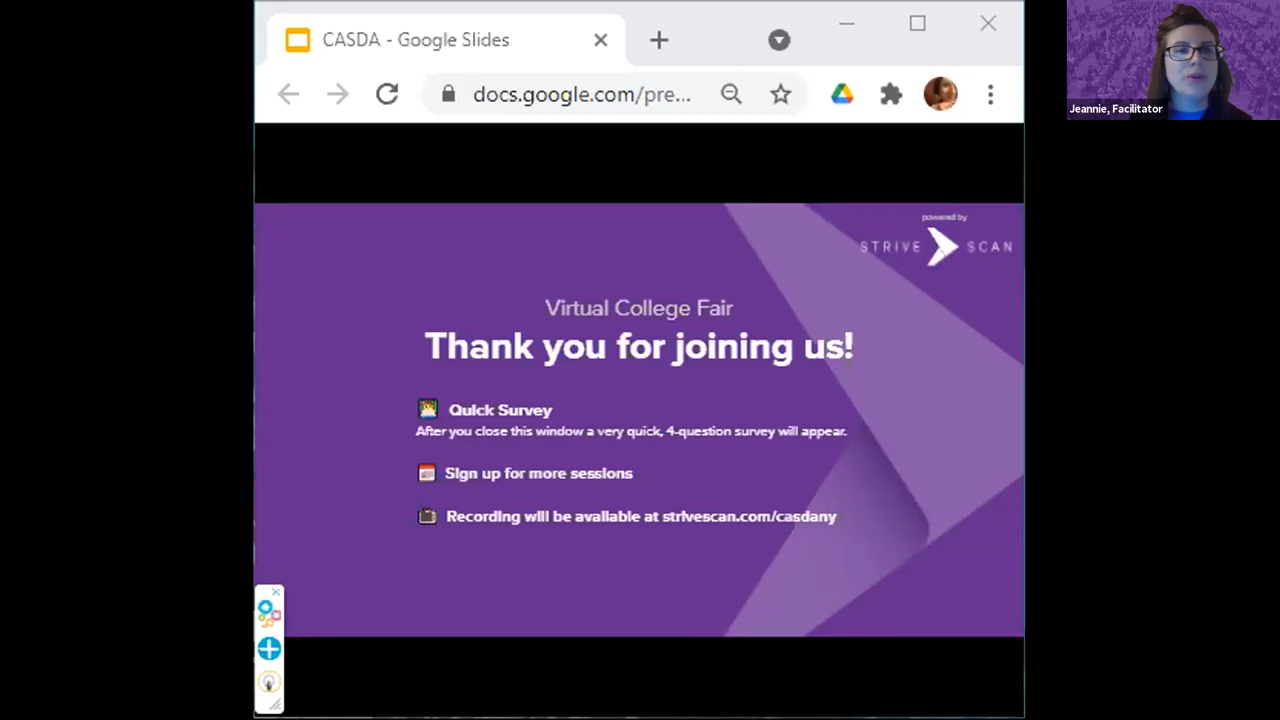 CASDA - Google Slides
docs.google.com/pre...
Jeannie, Facilitator
powered by
STRIVE SCAN
Virtual College Fair
Thank you for joining us!
Quick Survey
After you close this window a very quick, 4-question survey will appear.
Sign up for more sessions
Recording will be available at strivescan.com/casdany